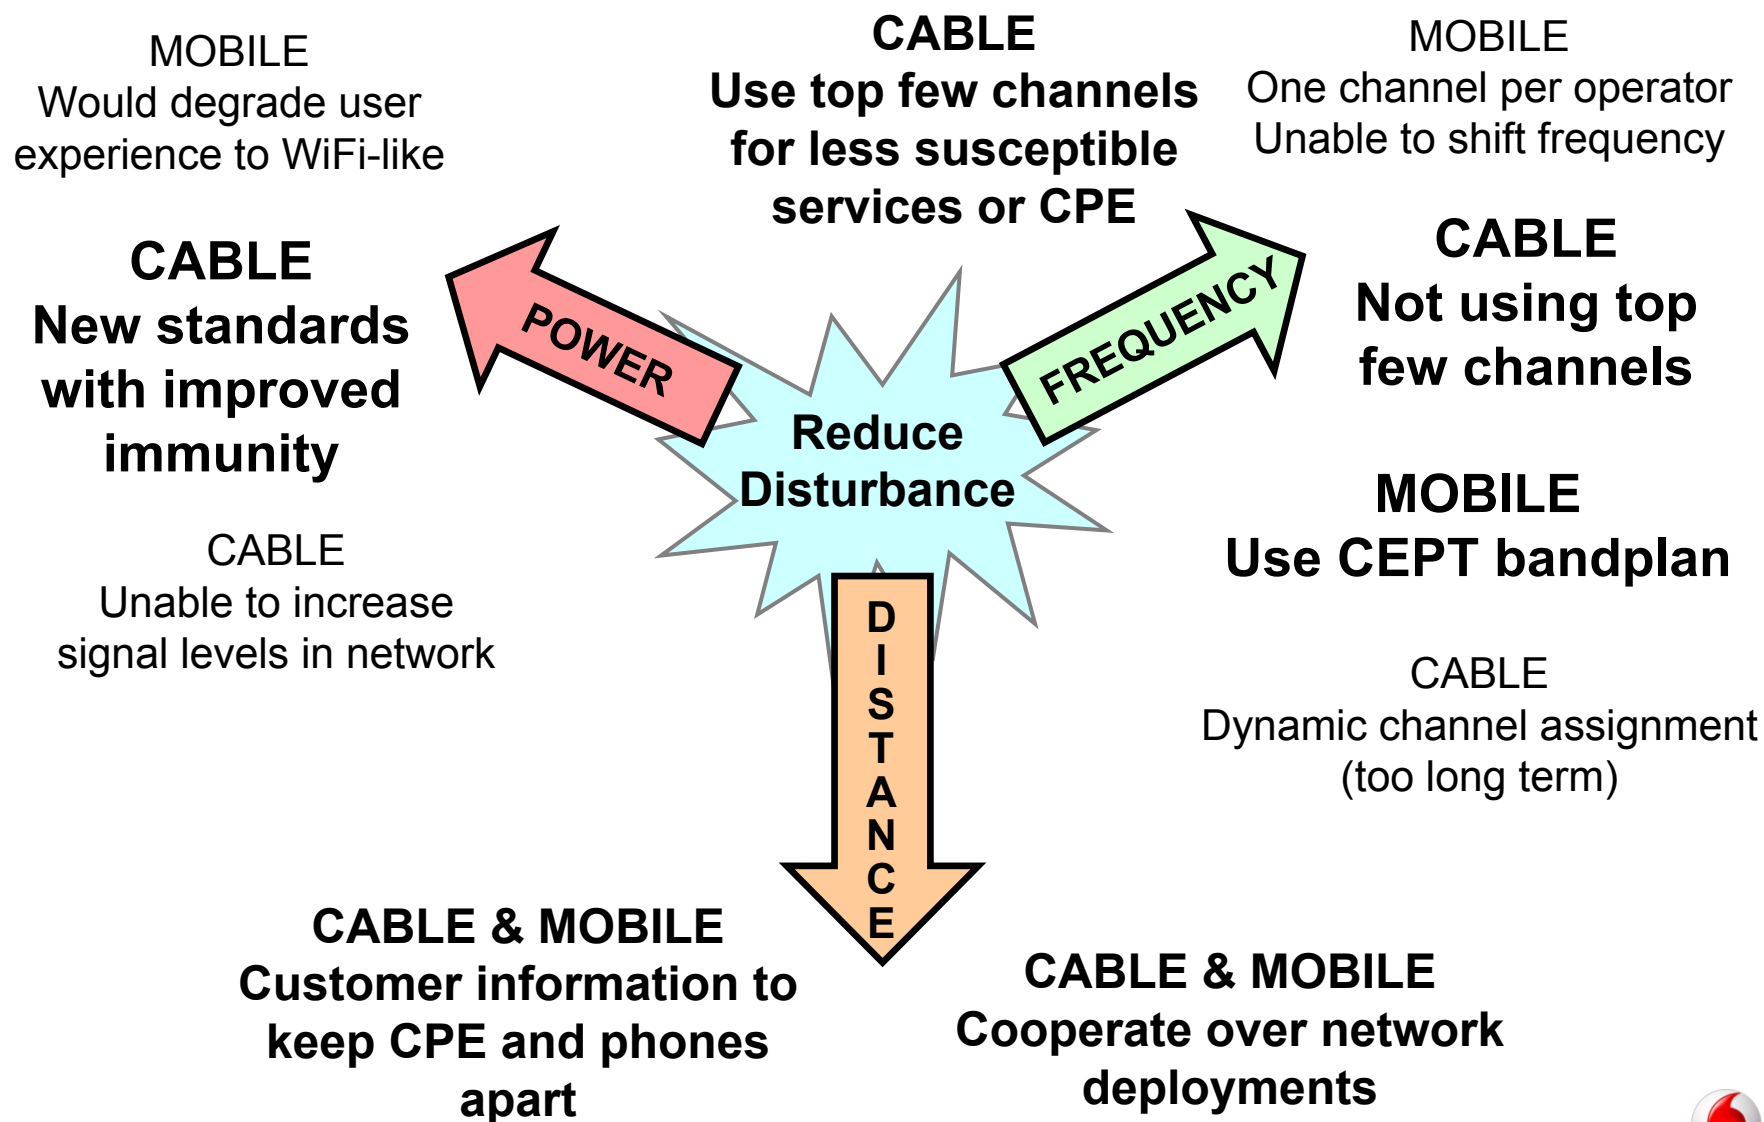 MOBILE
Would degrade user
experience to WiFi-like
CABLE
Use top few channels
for less susceptible
services or CPE
MOBILE
One channel per operator
Unable to shift frequency
CABLE
New standards
with improved
immunity
POWER
FREQUENCY
CABLE
Not using top
few channels
Reduce
Disturbance
MOBILE
Use CEPT bandplan
CABLE
Unable to increase
signal levels in network
DISTANCE
CABLE
Dynamic channel assignment
(too long term)
CABLE & MOBILE
Customer information to
keep CPE and phones
apart
CABLE & MOBILE
Cooperate over network
deployments